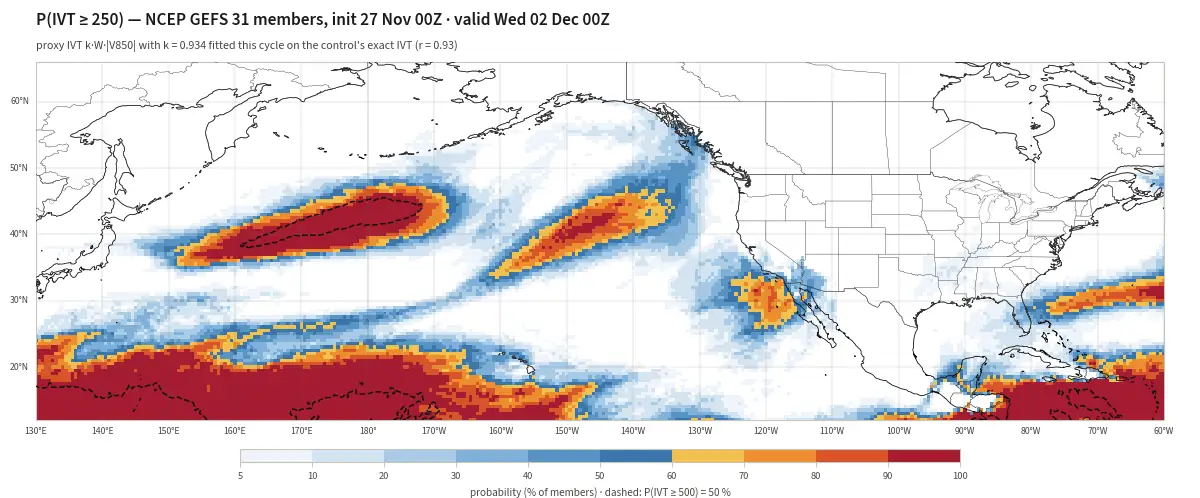 P(IVT ≥ 250) — NCEP GEFS 31 members, init 27 Nov 00Z · valid Wed 02 Dec 00Z
proxy IVT k·W·|V850| with k = 0.934 fitted this cycle on the control's exact IVT (r = 0.93)
60°N
50°N
40°N
30°N
20°N
130°E 140°E 150°E 160°E 170°E 180° 170°W 160°W 150°W 140°W 130°W 120°W 110°W 100°W 90°W 80°W 70°W 60°W
5 10 20 30 40 50 60 70 80 90 100
probability (% of members) · dashed: P(IVT ≥ 500) = 50 %